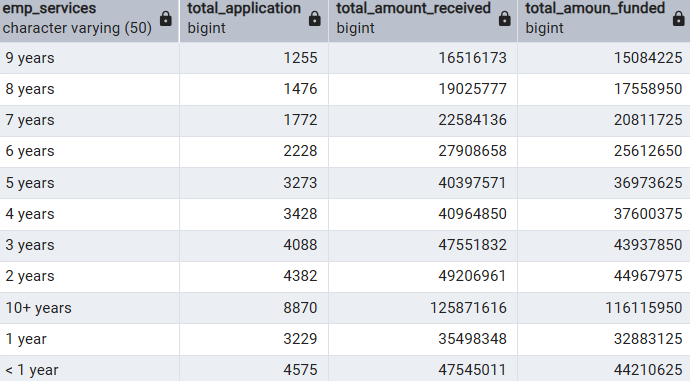 emp_services total_application total_amount_received total_amoun_funded
character varying (50) bigint bigint bigint
9 years 1255 16516173 15084225
8 years 1476 19025777 17558950
7 years 1772 22584136 20811725
6 years 2228 27908658 25612650
5 years 3273 40397571 36973625
4 years 3428 40964850 37600375
3 years 4088 47551832 43937850
2 years 4382 49206961 44967975
10+ years 8870 125871616 116115950
1 year 3229 35498348 32883125
< 1 year 4575 47545011 44210625